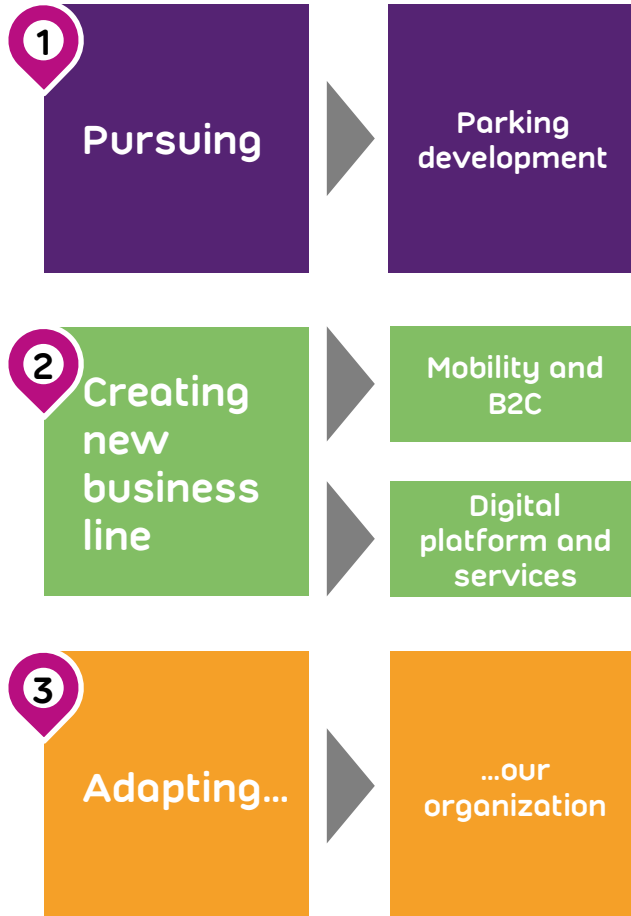 1
Pursuing
Parking
development
2
Creating
new
business
line
Mobility and
B2C
Digital
platform and
services
3
Adapting...
...our
organization